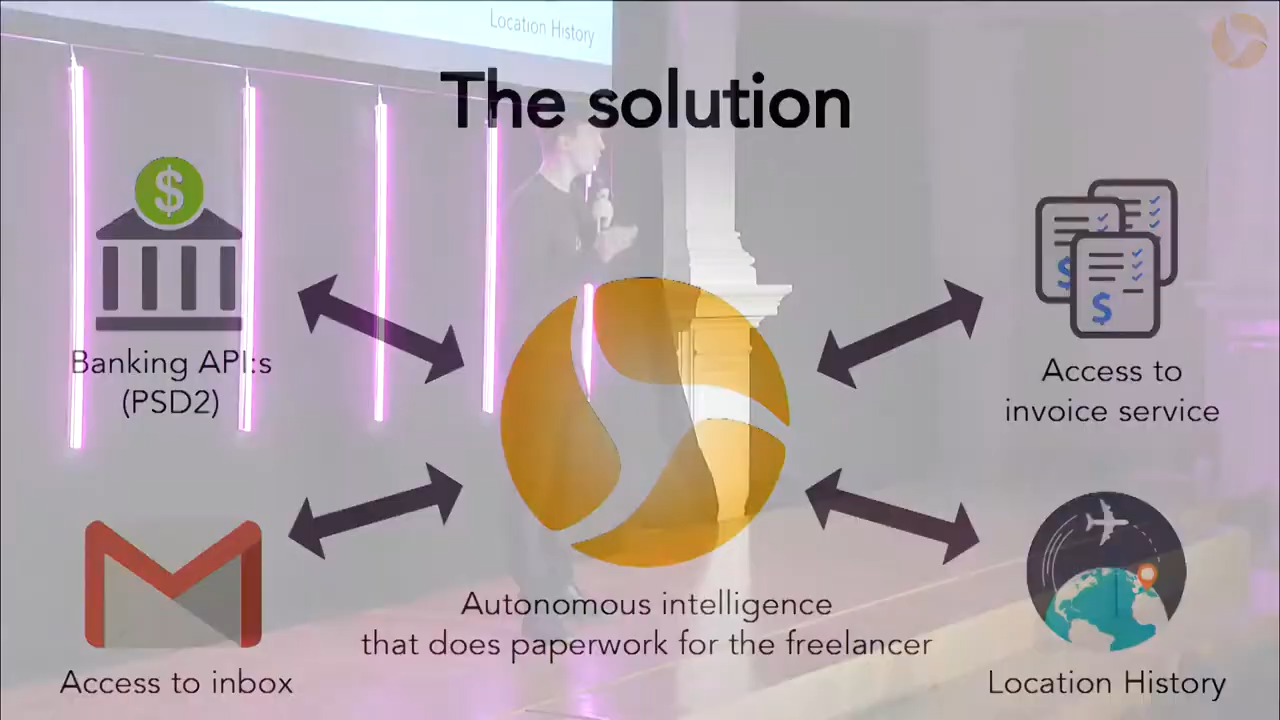 Location History
The solution
Banking API:s
(PSD2)
Access to
invoice service
Autonomous intelligence
that does paperwork for the freelancer
Access to inbox
Location History